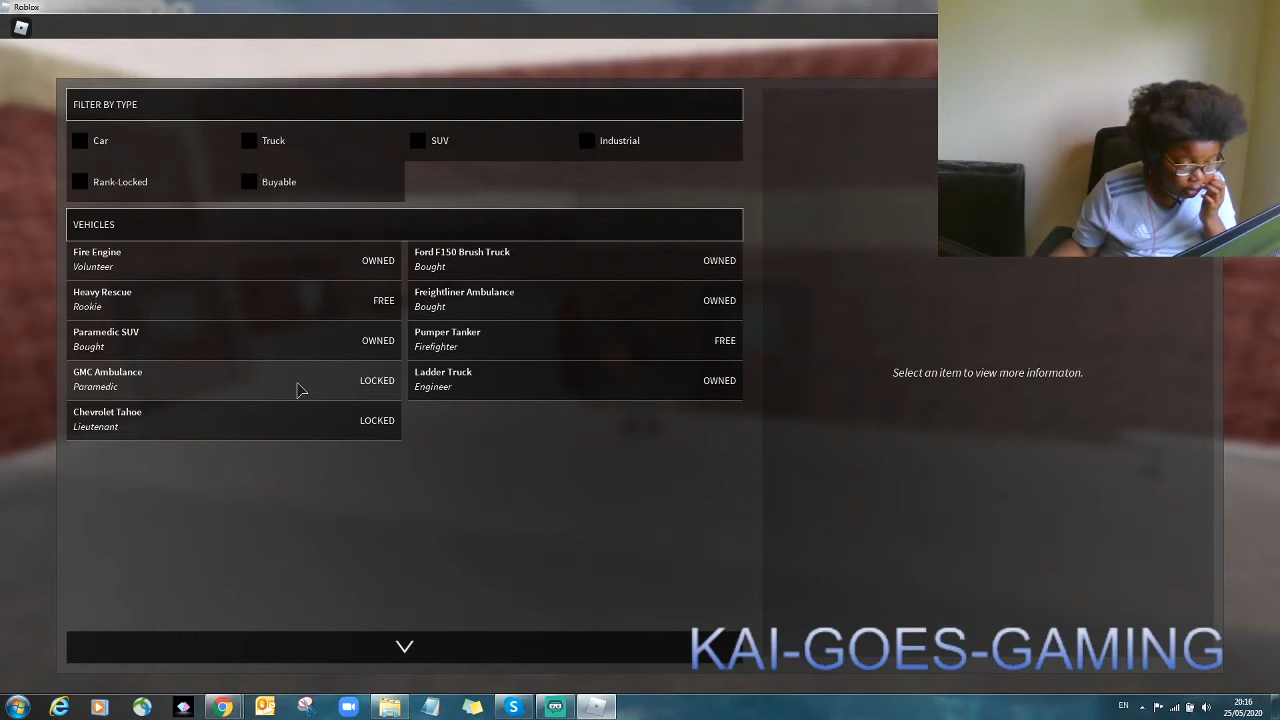 Roblox
FILTER BY TYPE
Car
Truck
SUV
Industrial
Rank-Locked
Buyable
VEHICLES
Fire Engine
Volunteer
OWNED
Ford F150 Brush Truck
Bought
OWNED
Heavy Rescue
Rookie
FREE
Freightliner Ambulance
Bought
OWNED
Paramedic SUV
Bought
OWNED
Pumper Tanker
Firefighter
FREE
GMC Ambulance
Paramedic
LOCKED
Ladder Truck
Engineer
OWNED
Chevrolet Tahoe
Lieutenant
LOCKED
Select an item to view more informaton.
KAI-GOES-GAMING
EN
20:16
25/05/2020